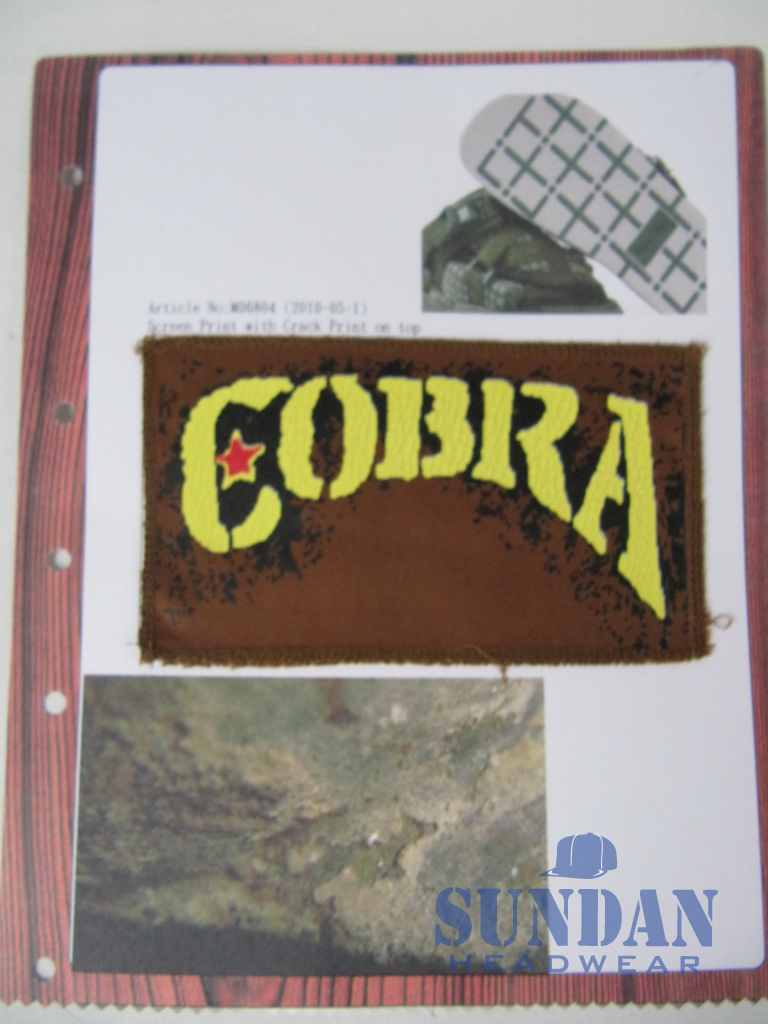 Article No:M06804 (2010-05-1)
Screen Print with Crack Print on top
COBRA
SUNDAN
HEADWEAR